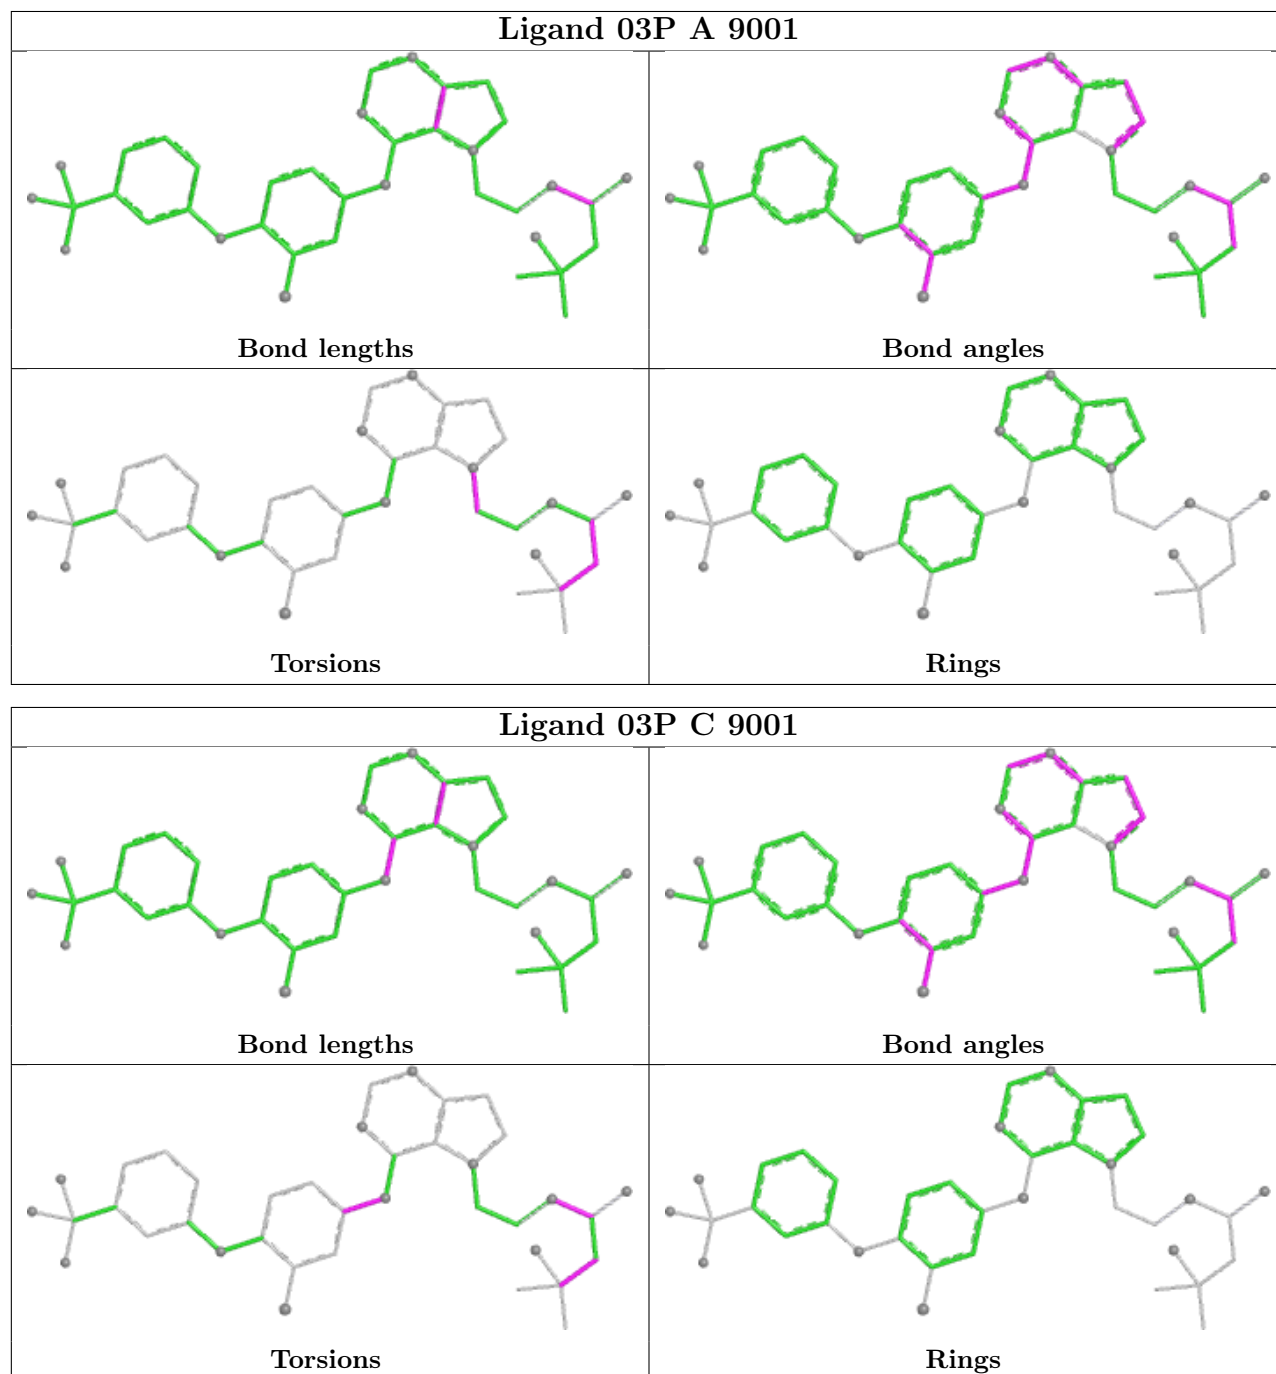 Ligand 03P A 9001
Bond lengths
Bond angles
Torsions
Rings
Ligand 03P C 9001
Bond lengths
Bond angles
Torsions
Rings